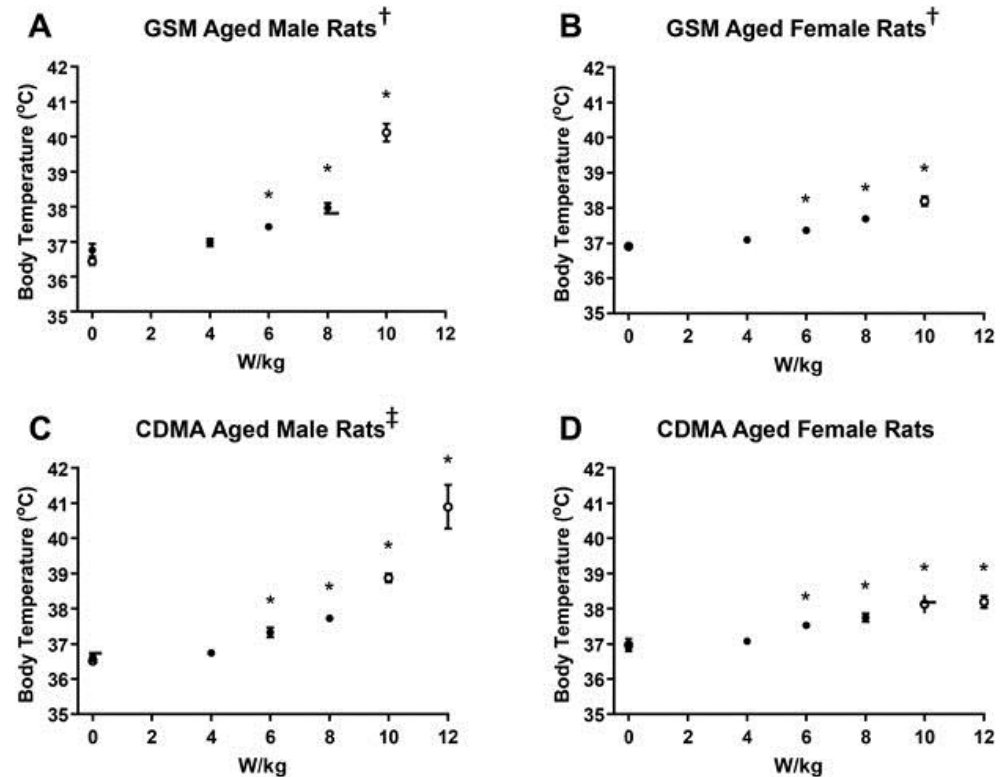 A GSM Aged Male Rats†
Body Temperature (°C)
42
41
40
39
38
37
36
35
* * *
0 2 4 6 8 10 12
W/kg
B GSM Aged Female Rats†
Body Temperature (°C)
42
41
40
39
38
37
36
35
* * *
0 2 4 6 8 10 12
W/kg
C CDMA Aged Male Rats‡
Body Temperature (°C)
42
41
40
39
38
37
36
35
* * * *
0 2 4 6 8 10 12
W/kg
D CDMA Aged Female Rats
Body Temperature (°C)
42
41
40
39
38
37
36
35
* * * *
0 2 4 6 8 10 12
W/kg